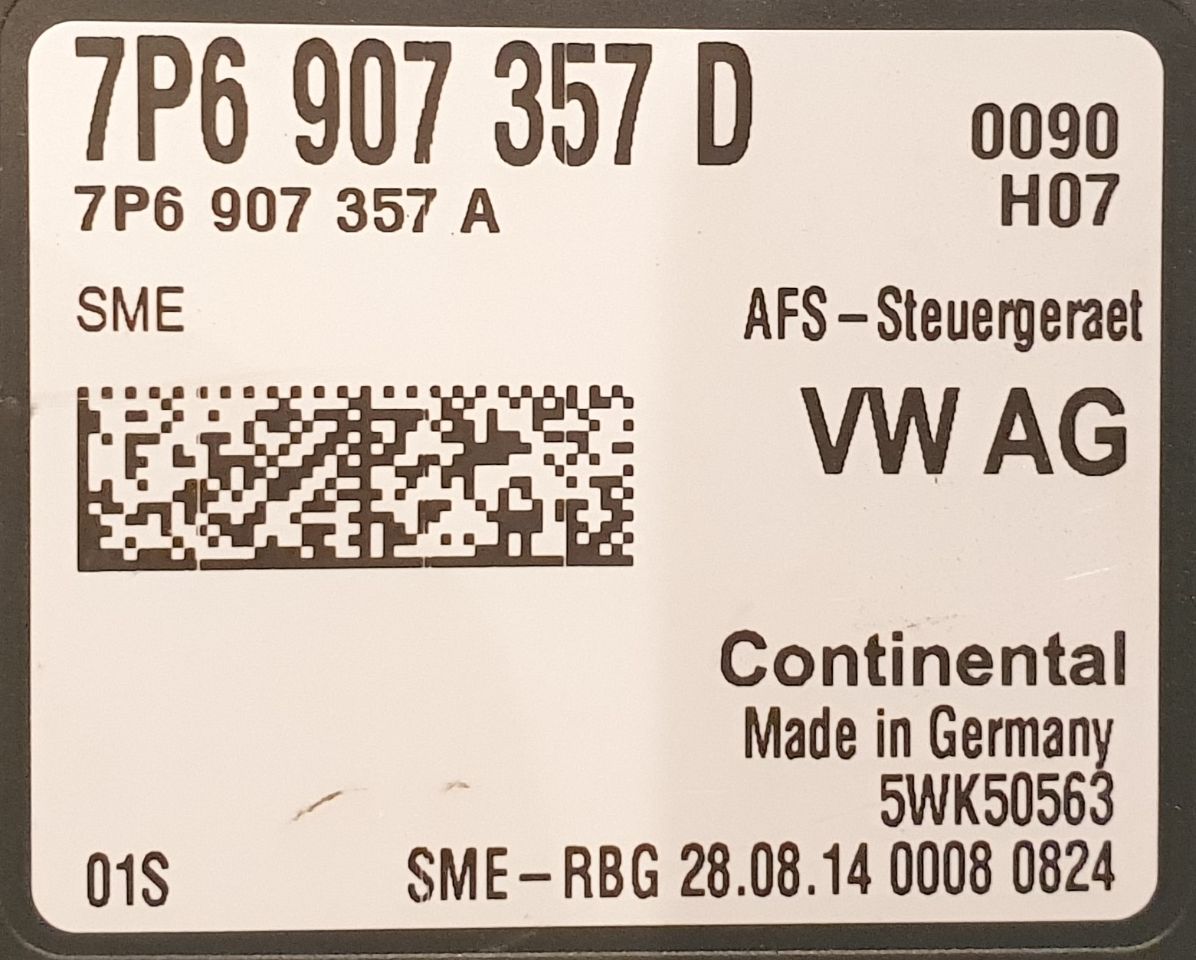 7P6 907 357 D
0090
7P6 907 357 A
H07
SME
AFS-Steuergeraet
VW AG
Continental
Made in Germany
5WK50563
01S
SME-RBG 28.08.14 0008 0824